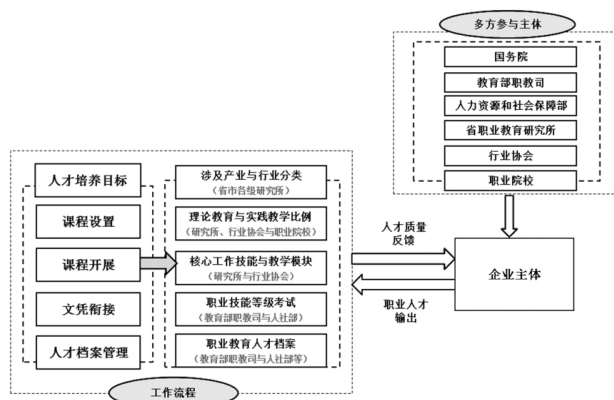 多方参与主体
国务院
教育部职教司
人力资源和社会保障部
省职业教育研究所
行业协会
职业院校
人才培养目标
课程设置
课程开展
文凭衔接
人才档案管理
涉及产业与行业分类
（省市各级研究所）
理论教育与实践教学比例
（研究所、行业协会与职业院校）
核心工作技能与教学模块
（研究所与行业协会）
职业技能等级考试
（教育部职教司与人社部）
职业教育人才档案
（教育部职教司与人社部等）
工作流程
人才质量
反馈
职业人才
输出
企业主体